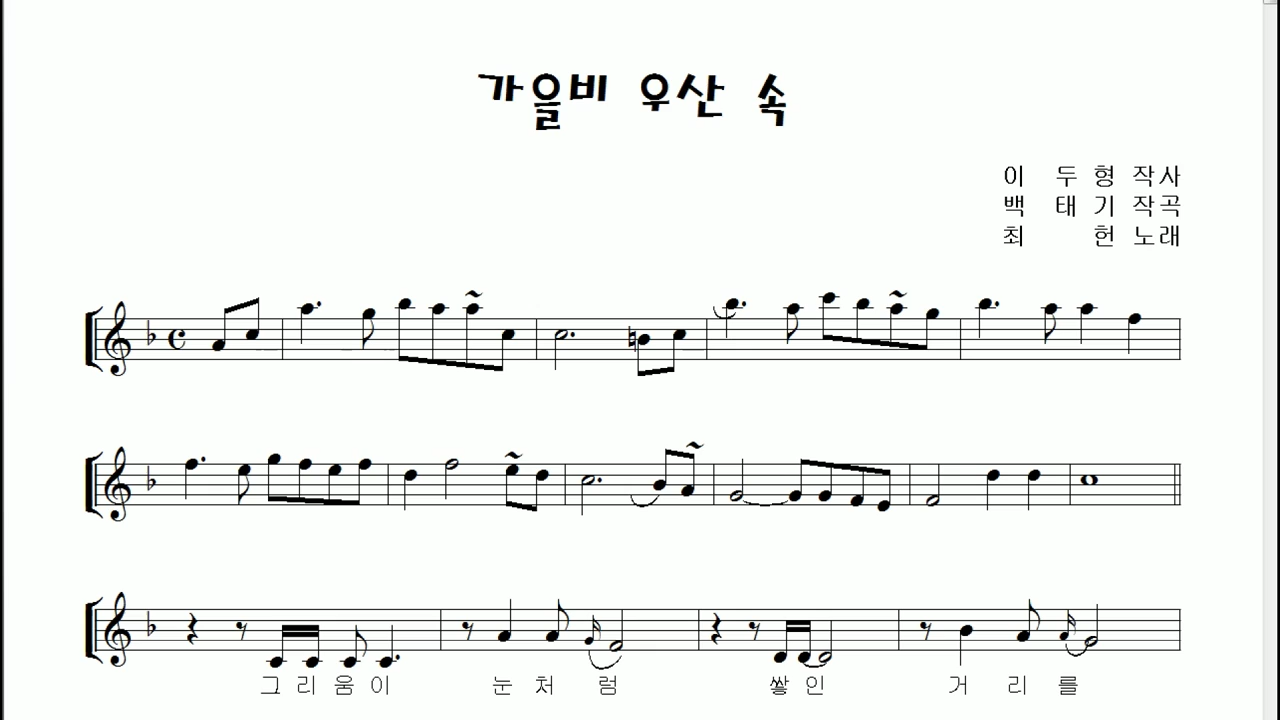 가을비 우산 속
이 두 형 작사
백 태 기 작곡
최 헌 노래
그 리 움 이 눈 처 럼 쌓 인 거 리 를